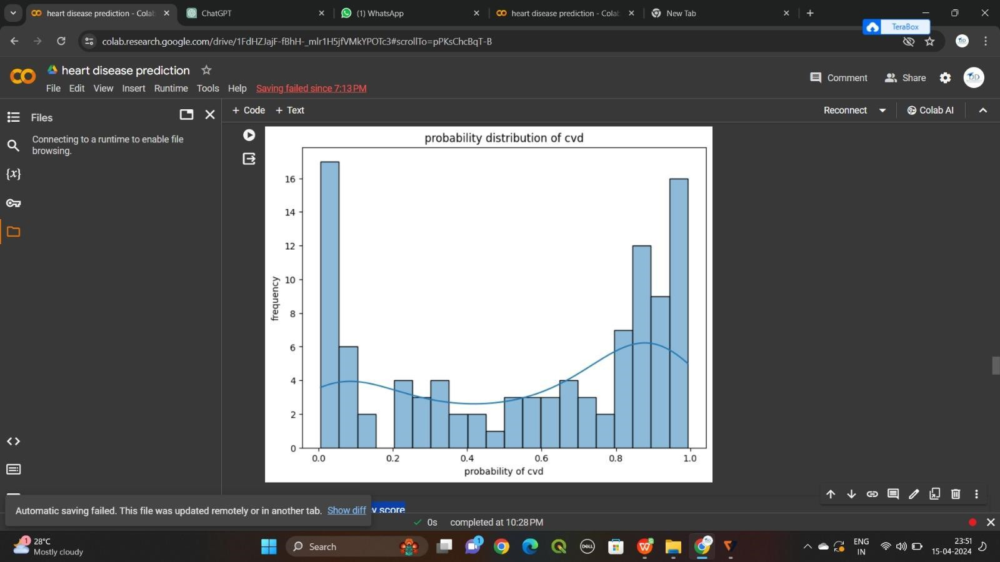 heart disease prediction - Colab
ChatGPT
(1) WhatsApp
heart disease prediction - Colab
New Tab
TeraBox
colab.research.google.com/drive/1FdHZJajF-fBhH-_mlr1H5jfVMkYPOTc3#scrollTo=pPKsChcBqT-B
heart disease prediction
File Edit View Insert Runtime Tools Help Saving failed since 7:13 PM
Comment Share
Files
+ Code + Text
Reconnect
Colab AI
Connecting to a runtime to enable file
browsing.
{x}
probability distribution of cvd
frequency
16
14
12
10
8
6
4
2
0
0.0 0.2 0.4 0.6 0.8 1.0
probability of cvd
Automatic saving failed. This file was updated remotely or in another tab. Show diff
y score
0s completed at 10:28 PM
1
28°C
Mostly cloudy
Search
1
DELL
ENG
IN
23:51
15-04-2024